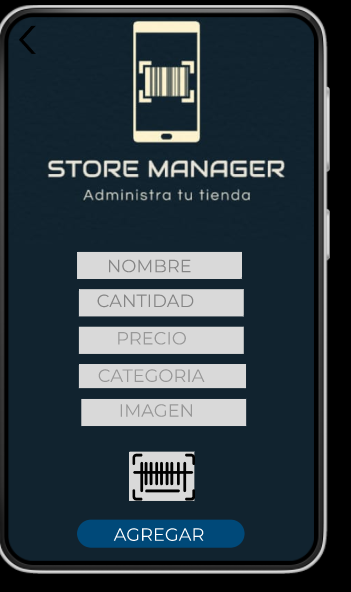 STORE MANAGER
Administra tu tienda
NOMBRE
CANTIDAD
PRECIO
CATEGORIA
IMAGEN
AGREGAR